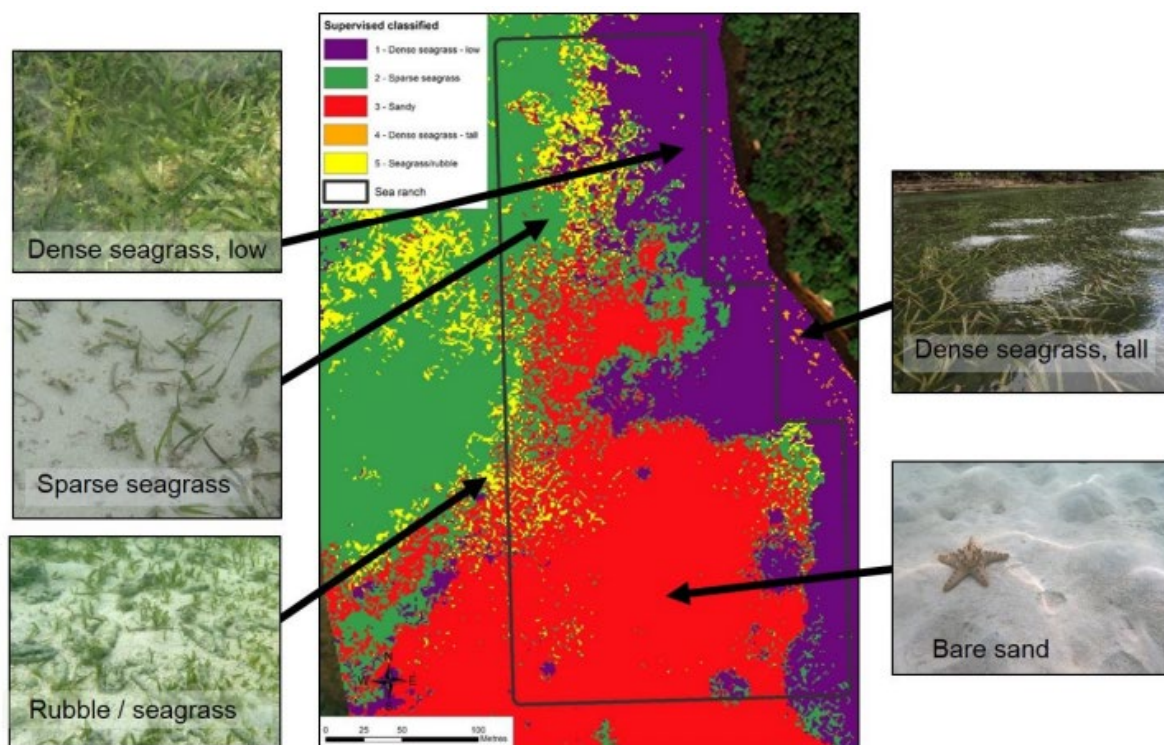 Supervised classified
1 - Dense seagrass - low
2 - Sparse seagrass
3 - Sandy
4 - Dense seagrass - tall
5 - Seagrass/rubble
Sea ranch
Dense seagrass, low
Sparse seagrass
Rubble / seagrass
Dense seagrass, tall
Bare sand
N
W E
0 25 50 100
Metres